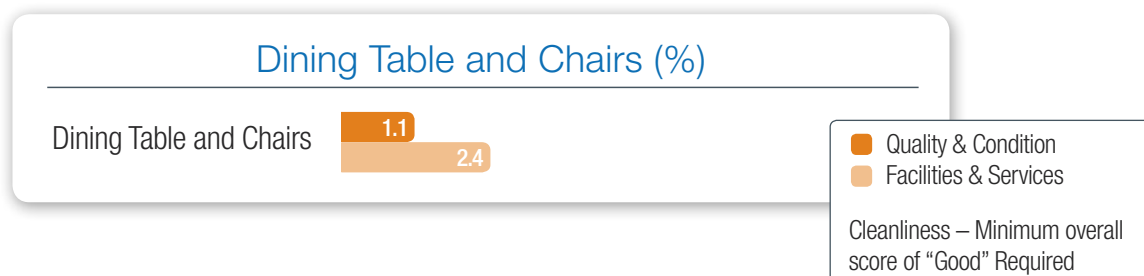 Dining Table and Chairs (%)
Dining Table and Chairs
1.1
2.4
Quality & Condition
Facilities & Services
Cleanliness – Minimum overall
score of “Good” Required